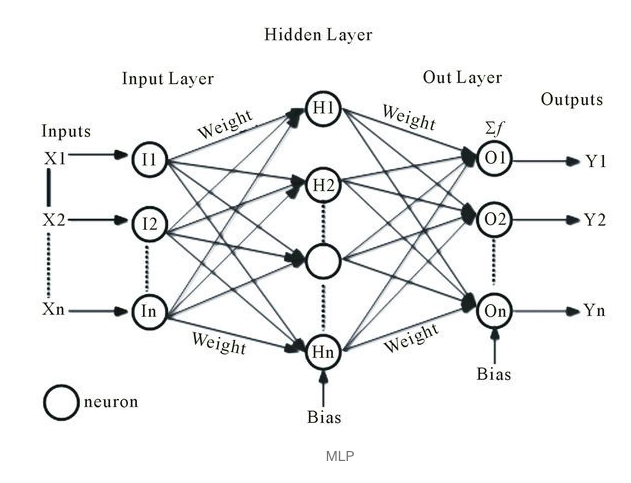 Hidden Layer
Input Layer
Out Layer
Outputs
Inputs
Weight
Weight
Σf
X1
I1
H1
O1
Y1
H2
X2
I2
O2
Y2
Xn
In
On
Yn
Weight
Weight
Hn
Bias
Bias
neuron
MLP